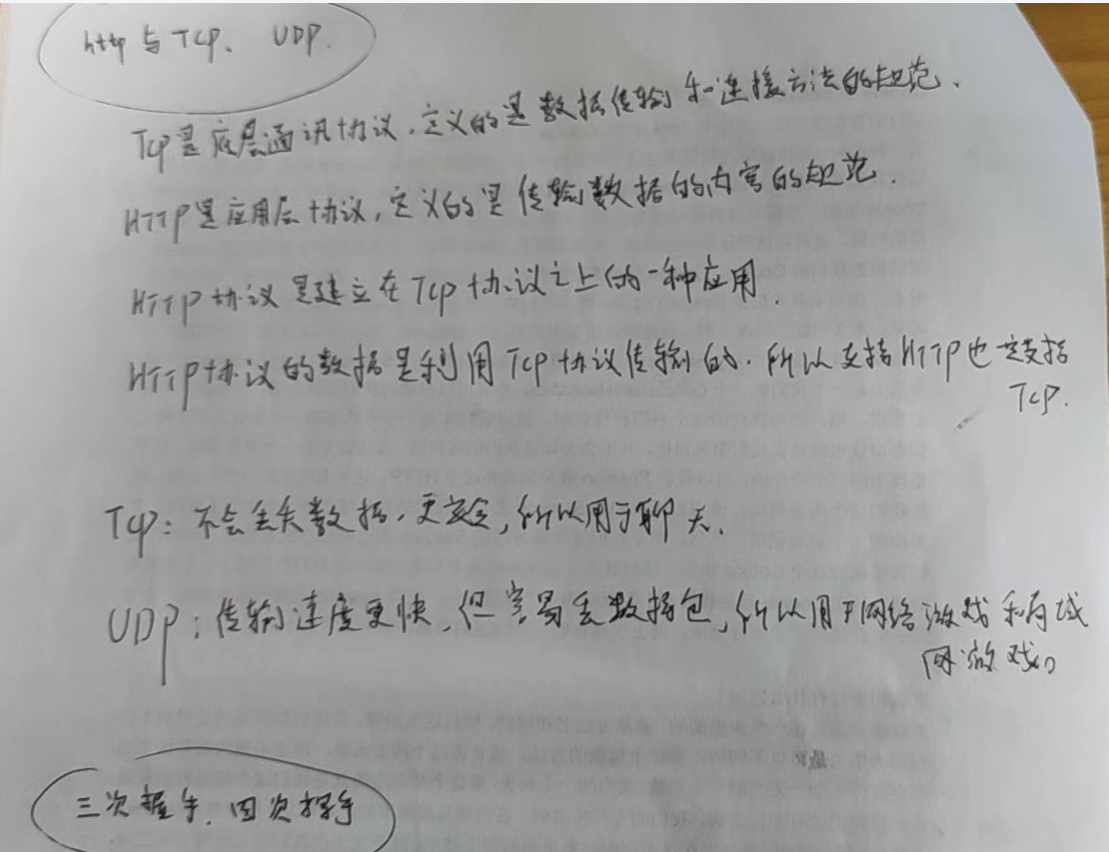 http与TCP、UDP.
Tcp是底层通讯协议,定义的是数据传输和连接方法的规范.
HTTP是应用层协议,定义的是传输数据的内容的规范.
HTTP协议是建立在Tcp协议之上的一种应用.
HTTP协议的数据是利用Tcp协议传输的.所以支持HTTP也一定支持
Tcp.
Tcp:不会丢失数据,更安全,所以用于聊天.
UDP:传输速度更快,但容易丢数据包,所以用于网络游戏和局域
网游戏。
三次握手、四次挥手